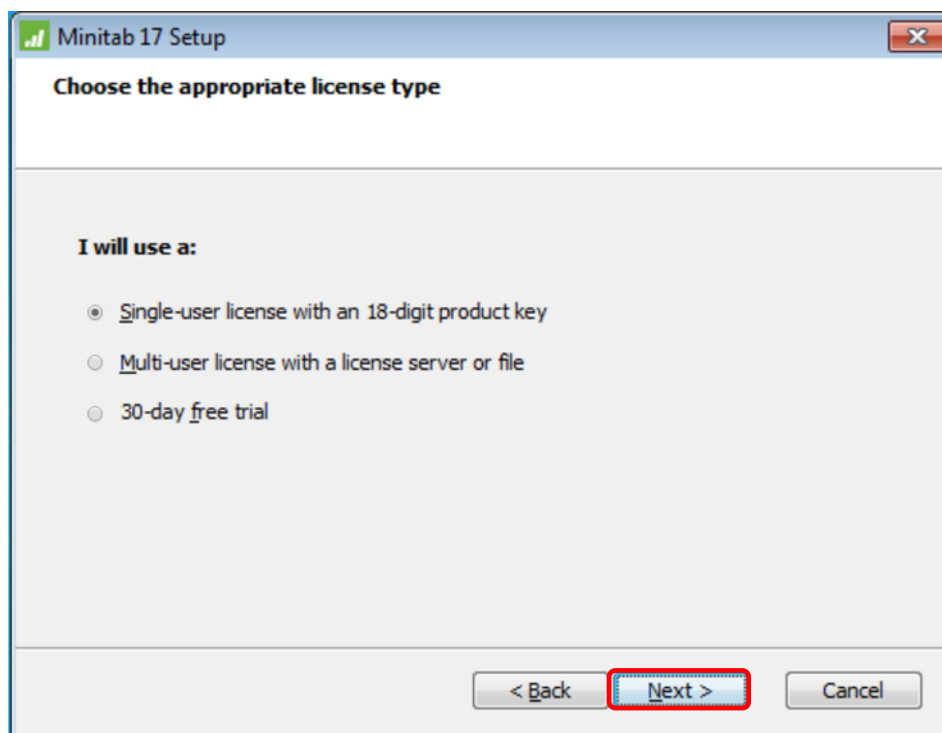 Minitab 17 Setup
Choose the appropriate license type
I will use a:
Single-user license with an 18-digit product key
Multi-user license with a license server or file
30-day free trial
< Back Next > Cancel